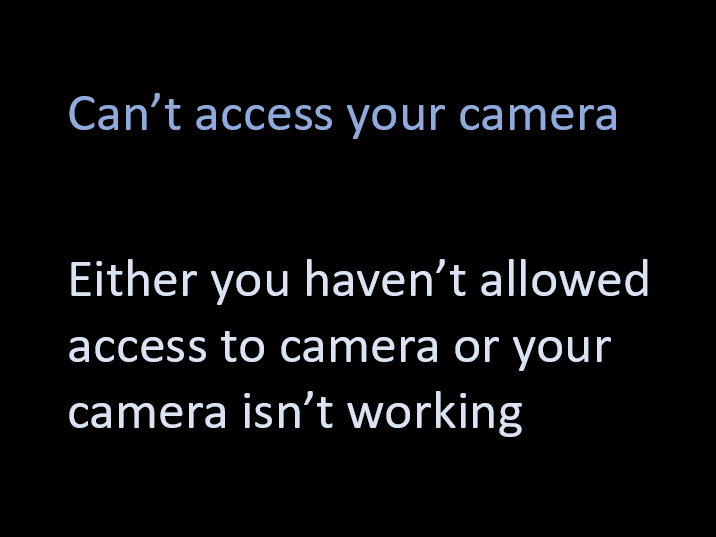 Can’t access your camera
Either you haven’t allowed
access to camera or your
camera isn’t working